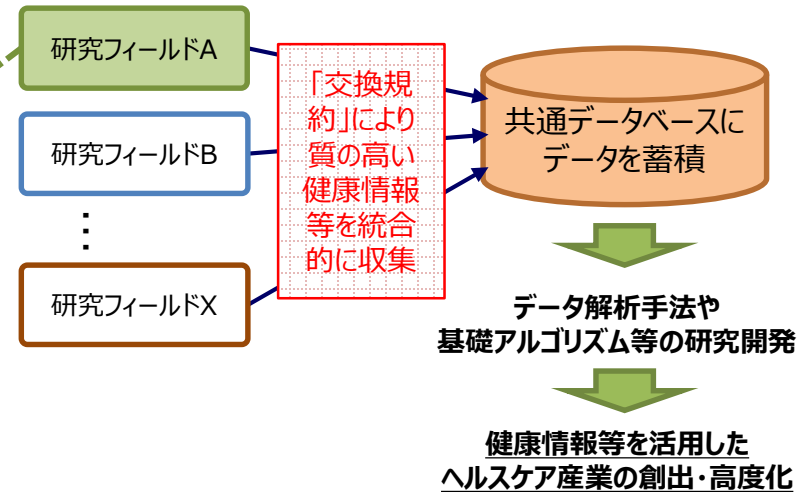 研究フィールドA
研究フィールドB
⋮
研究フィールドX
「交換規
約」により
質の高い
健康情報
等を統合
的に収集
共通データベースに
データを蓄積
データ解析手法や
基礎アルゴリズム等の研究開発
健康情報等を活用した
ヘルスケア産業の創出・高度化